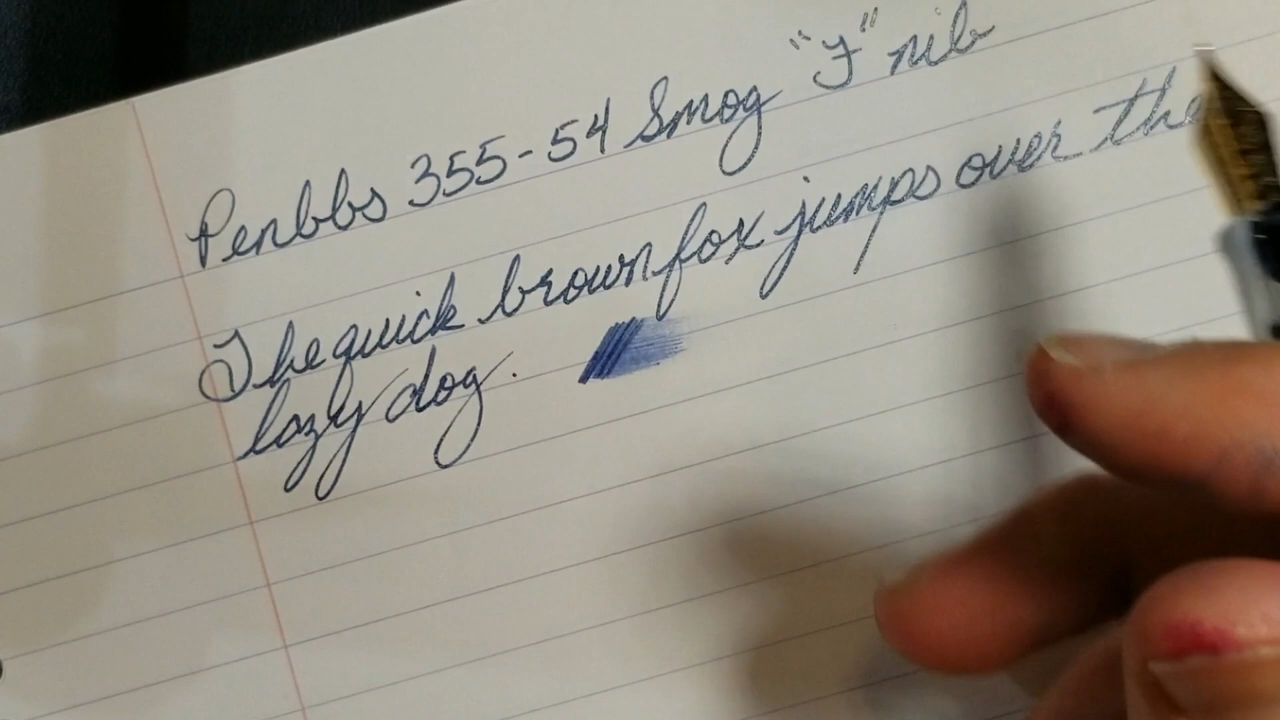 Penbbs 355-54 Smog "F" nib
The quick brown fox jumps over the
lazy dog.